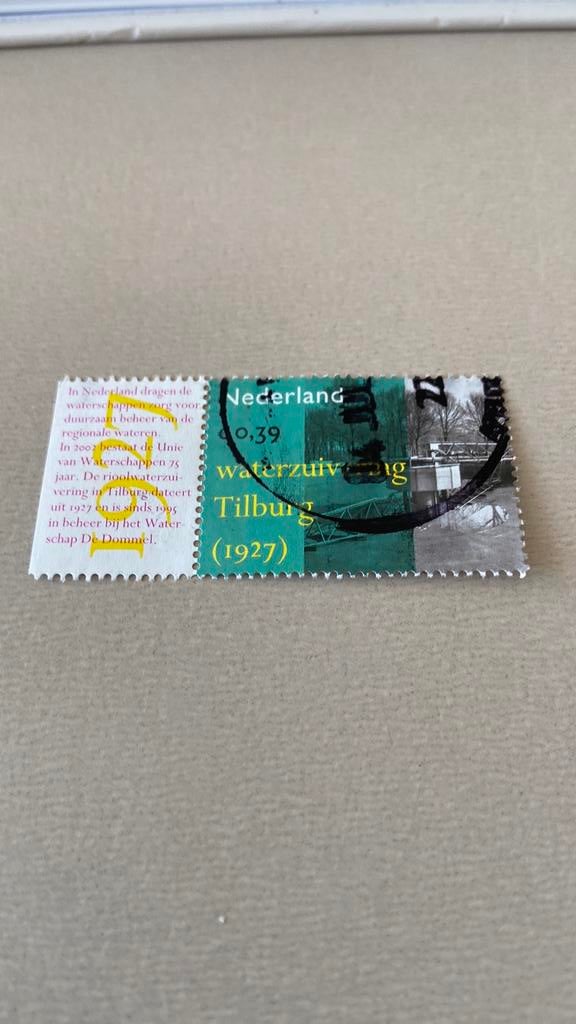 1927
In Nederland dragen de
waterschappen zorg voor
duurzaam beheer van de
regionale wateren.
In 2002 bestaat de Unie
van Waterschappen 75
jaar. De rioolwaterzui-
vering in Tilburg dateert
uit 1927 en is sinds 1995
in beheer bij het Water-
schap De Dommel.
Nederland
0,39
waterzuivering
Tilburg
(1927)